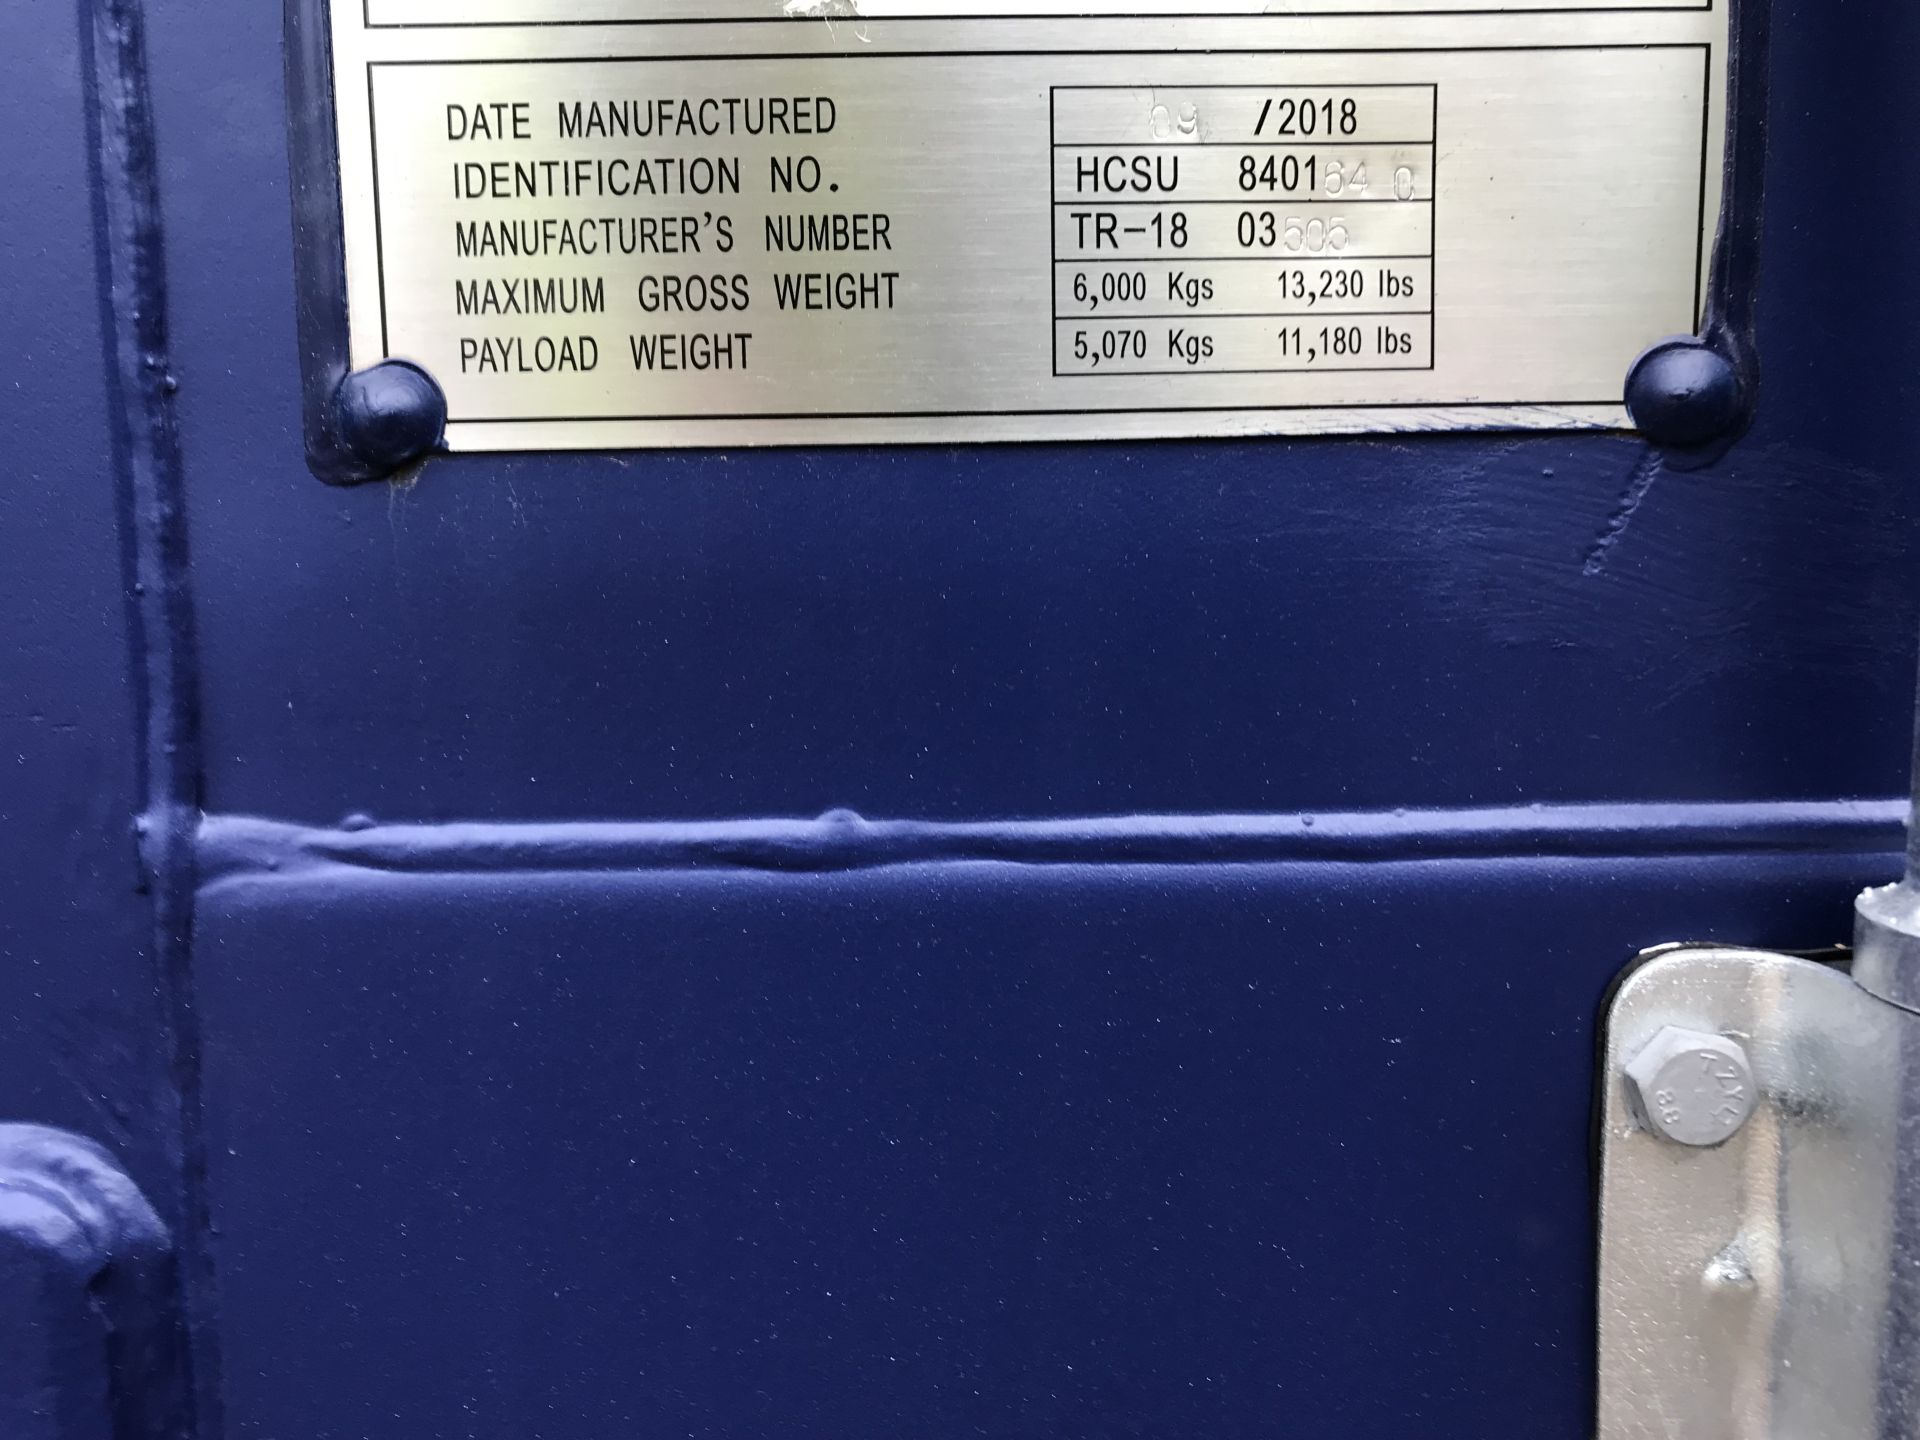 DATE MANUFACTURED 09 /2018
IDENTIFICATION NO. HCSU 840164 0
MANUFACTURER'S NUMBER TR-18 03505
MAXIMUM GROSS WEIGHT 6,000 Kgs 13,230 lbs
PAYLOAD WEIGHT 5,070 Kgs 11,180 lbs
88